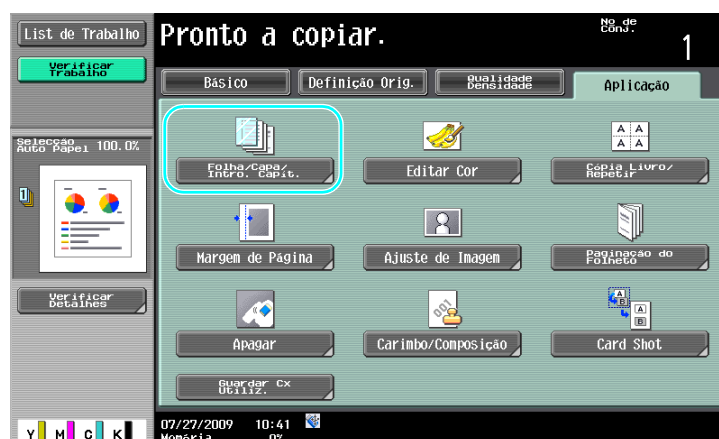 List de Trabalho
Pronto a copiar.
No de
Conj.
1
Verificar
Trabalho
Básico
Definição Orig.
Qualidade
Densidade
Aplicação
Selecção
Auto Papel 100.0%
Folha/Capa/
Intro. Capít.
Editar Cor
A A
A A
Cópia Livro/
Repetir
1
Margem de Página
Ajuste de Imagem
Paginação do
Folheto
Verificar
Detalhes
Apagar
001
Carimbo/Composição
A
B
A
B
Card Shot
Guardar Cx
Utiliz.
07/27/2009 10:41
Memória 0%
Y M C K